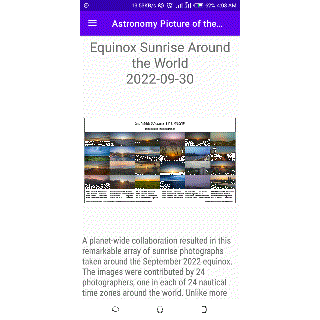 Astronomy Picture of the...
Equinox Sunrise Around
the World
2022-09-30
A planet-wide collaboration resulted in this
remarkable array of sunrise photographs
taken around the September 2022 equinox.
The images were contributed by 24
photographers, one in each of 24 nautical
time zones around the world. Unlike more